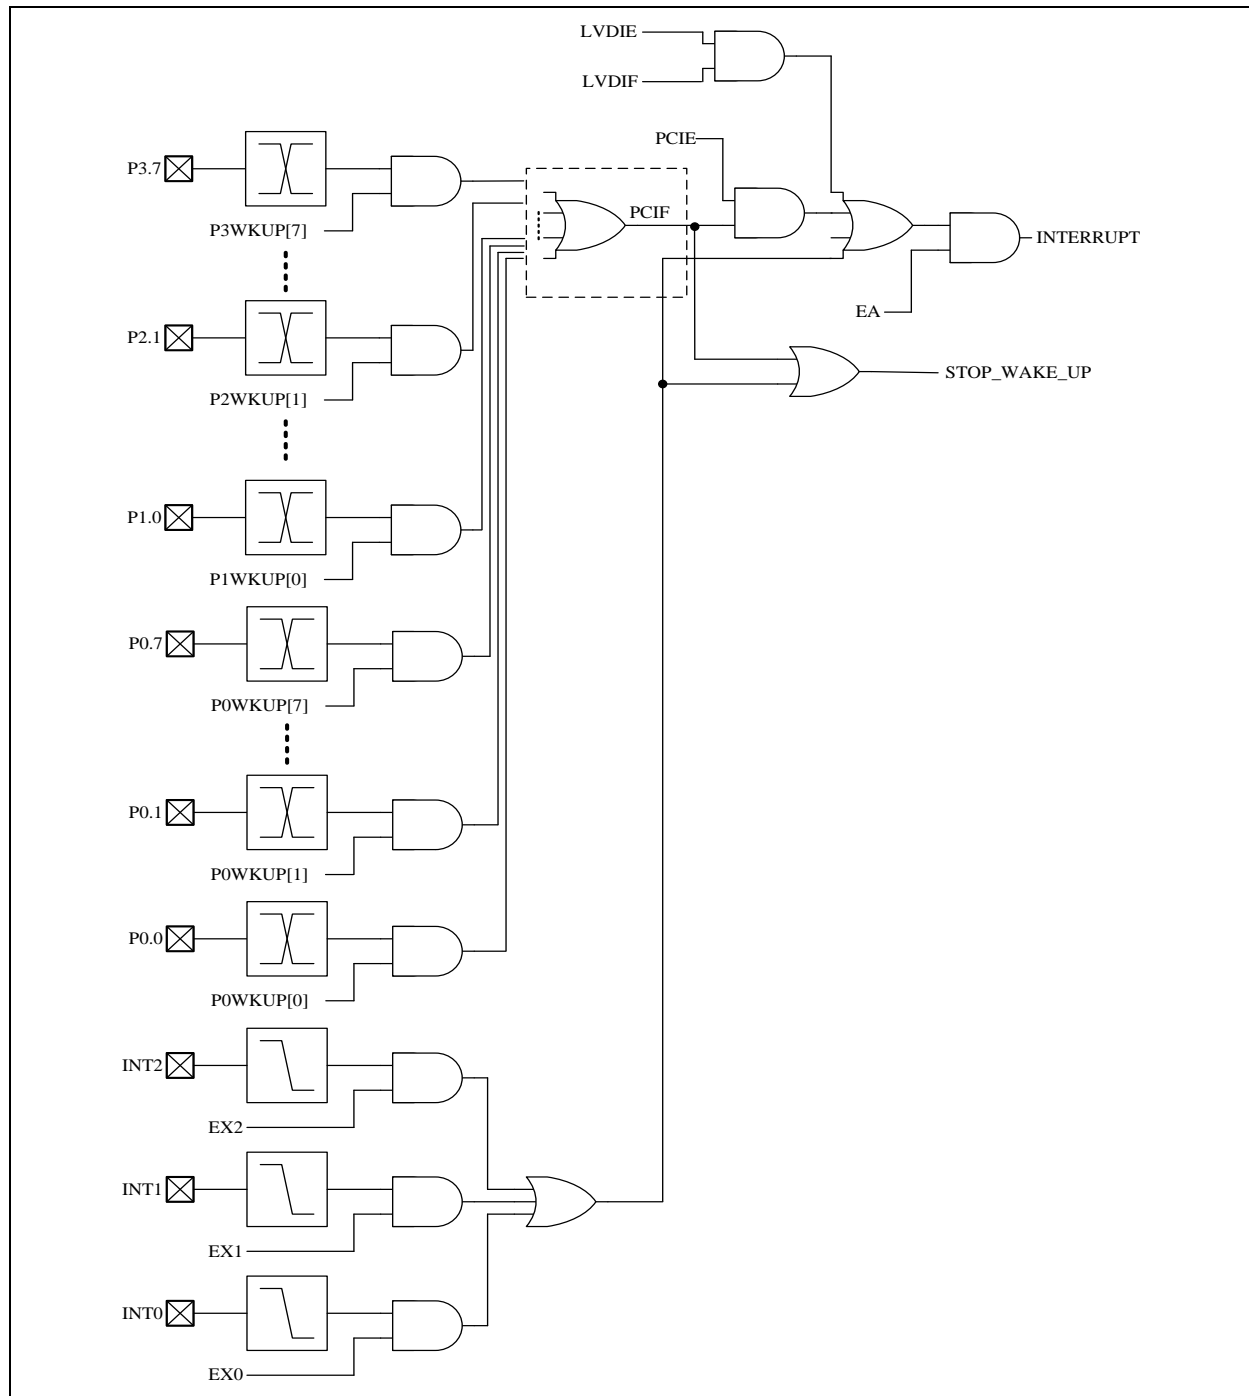 LVDIE
LVDIF
PCIE
P3.7
P3WKUP[7]
PCIF
INTERRUPT
EA
P2.1
P2WKUP[1]
STOP_WAKE_UP
P1.0
P1WKUP[0]
P0.7
P0WKUP[7]
P0.1
P0WKUP[1]
P0.0
P0WKUP[0]
INT2
EX2
INT1
EX1
INT0
EX0